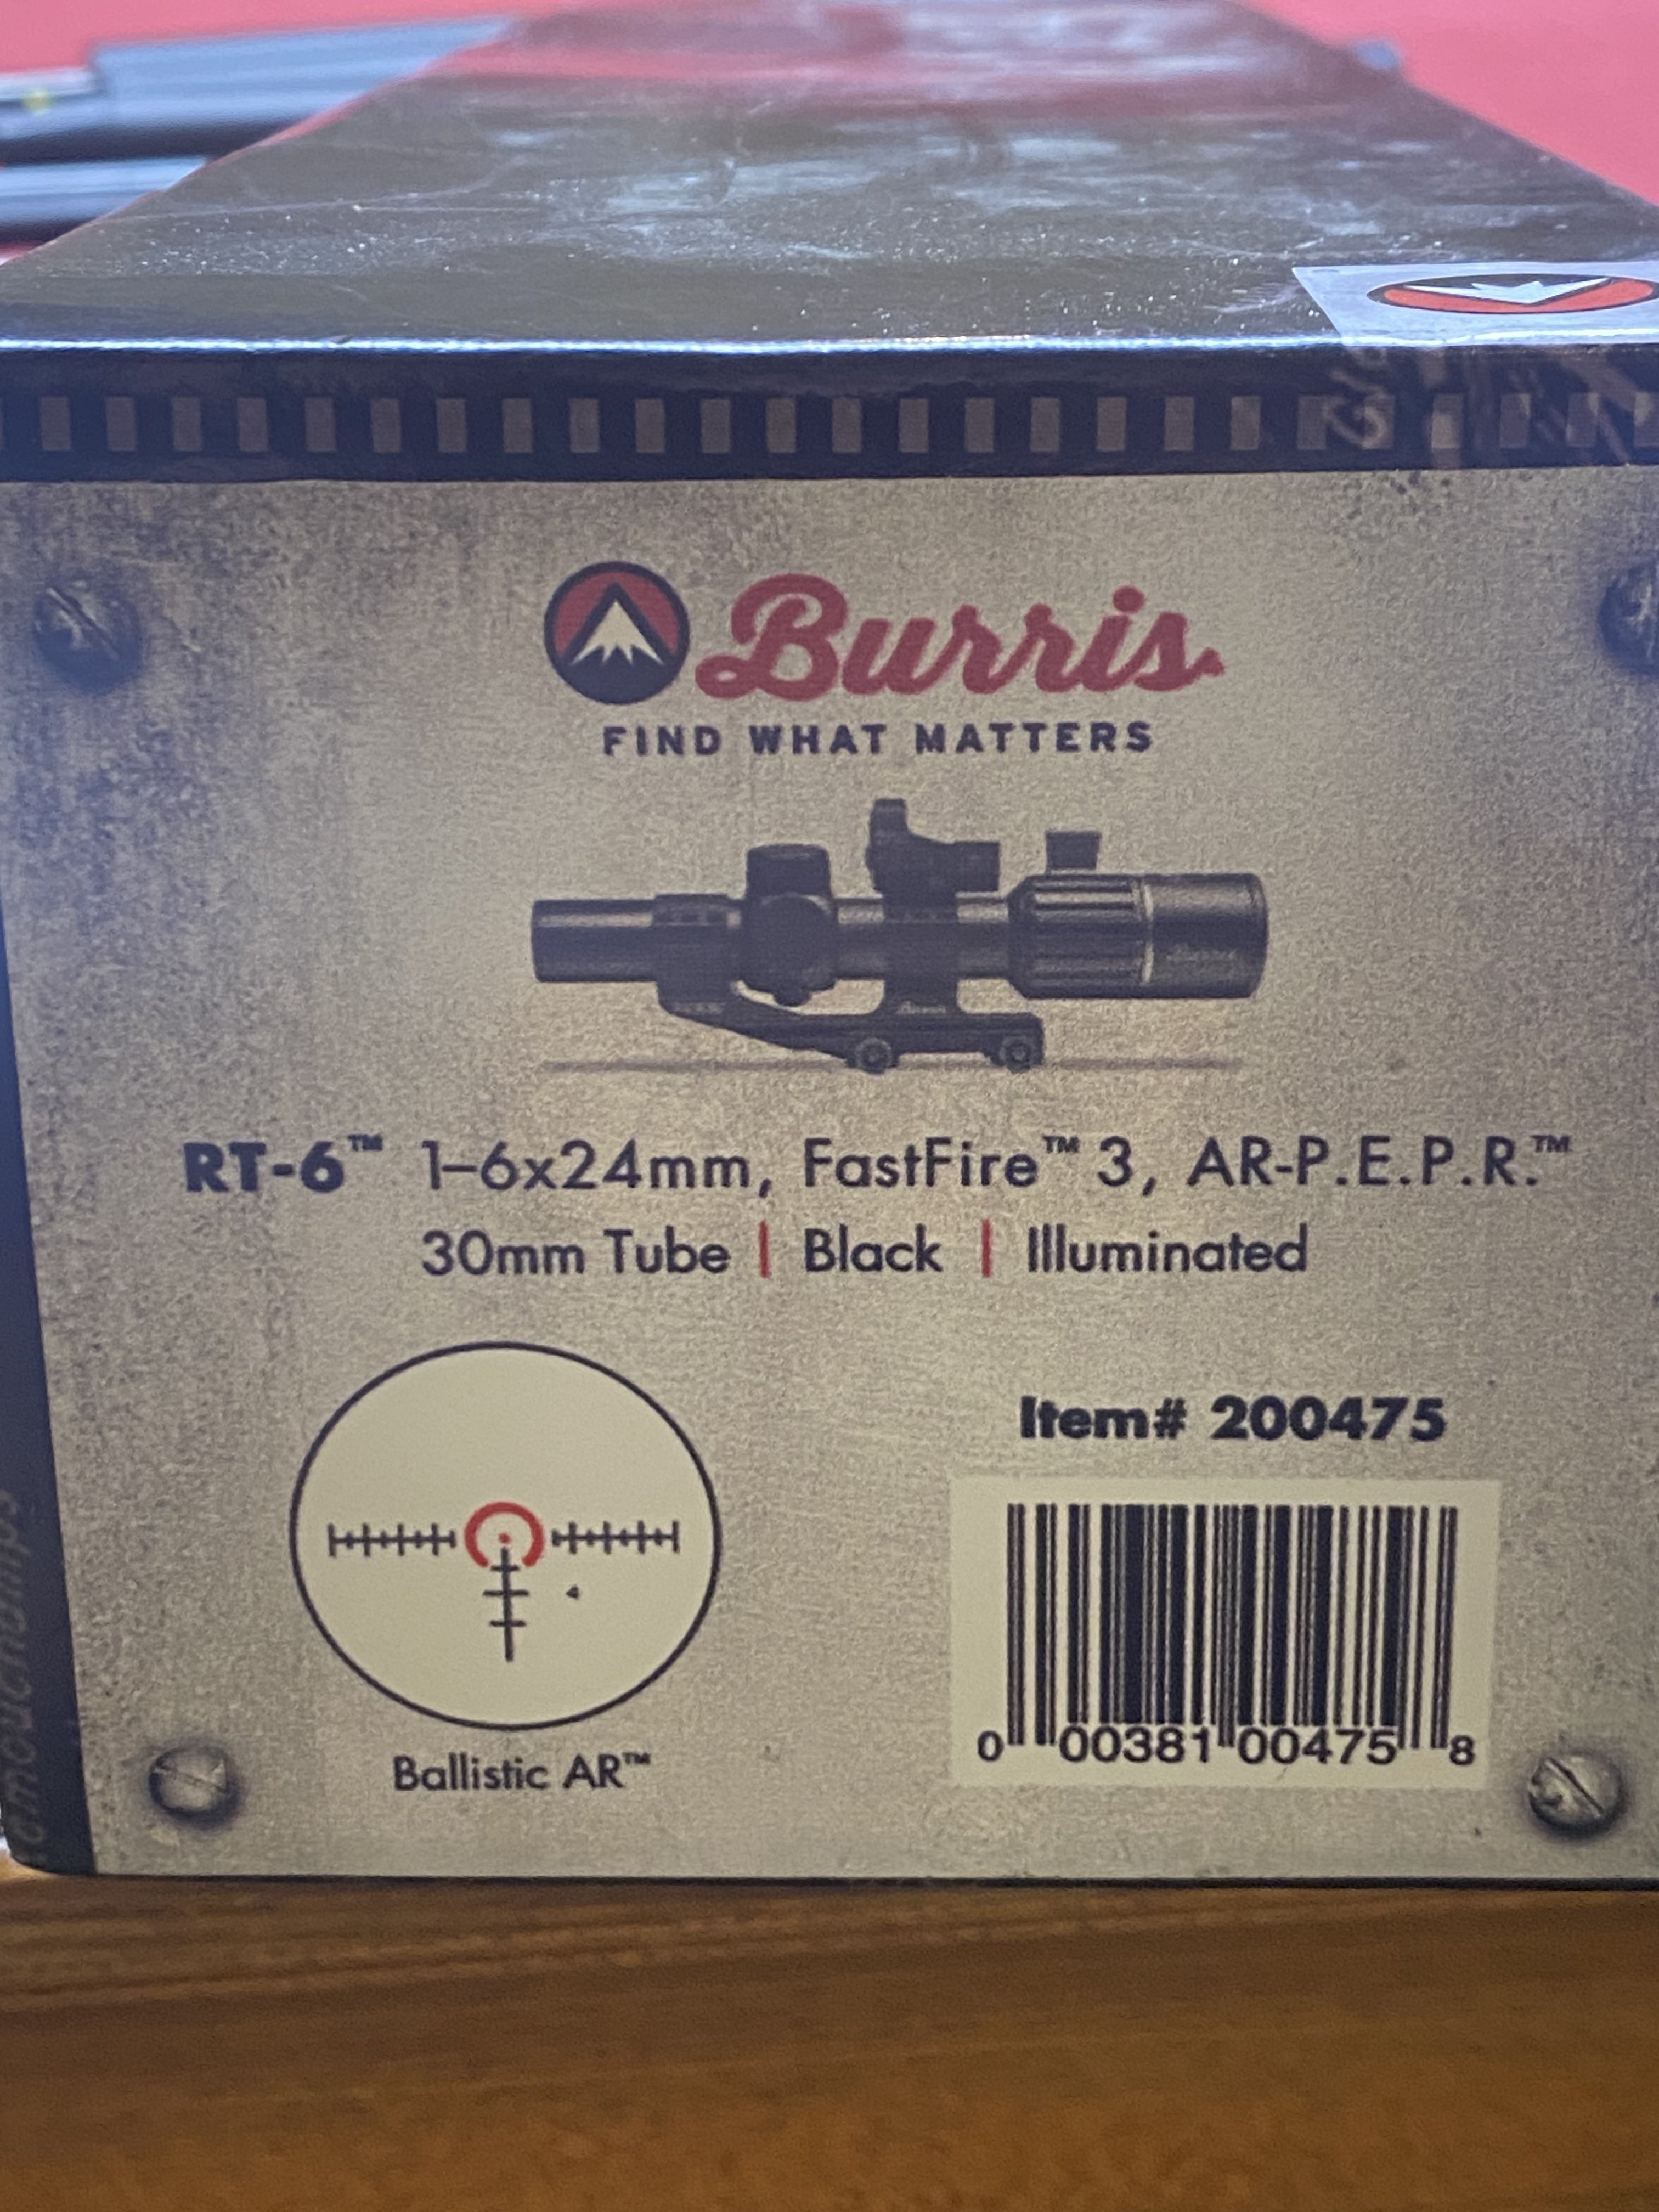 Burris
FIND WHAT MATTERS
RT-6™ 1-6x24mm, FastFire™ 3, AR-P.E.P.R.™
30mm Tube | Black | Illuminated
Item# 200475
4
Ballistic AR™
0 00381 00475 8